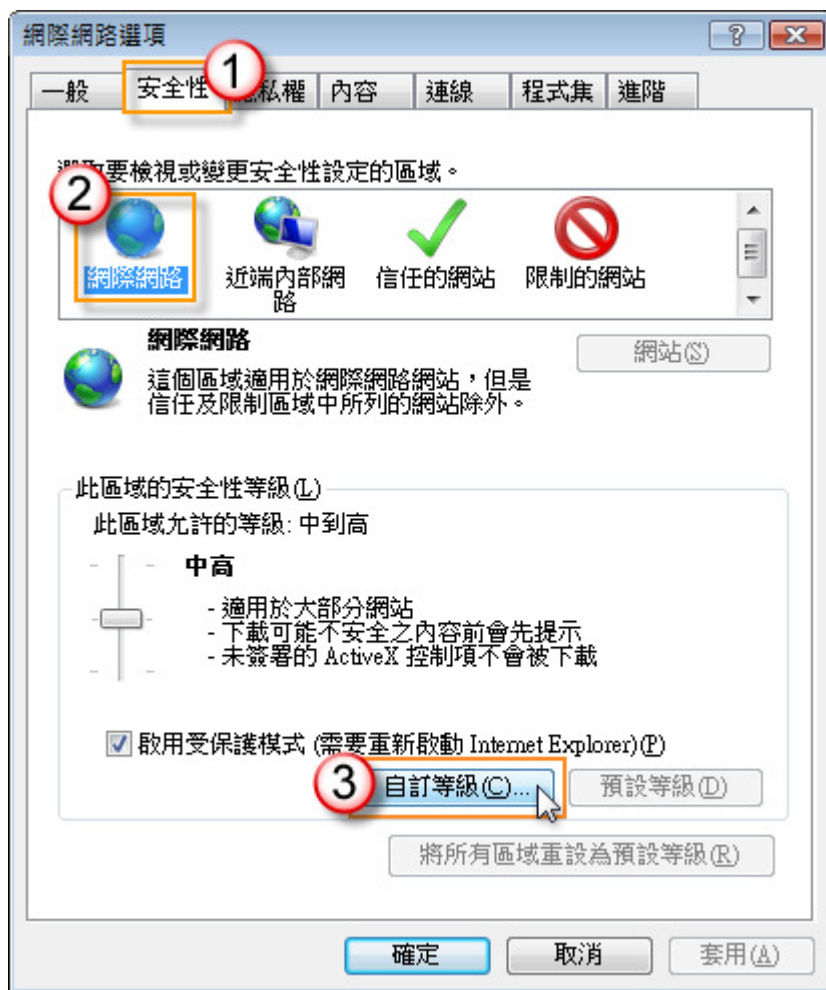 網際網路選項
1
一般 安全性 私權 內容 連線 程式集 進階
要檢視或變更安全性設定的區域。
2
網際網路 近端內部網路 信任的網站 限制的網站
網際網路
網站(S)
這個區域適用於網際網路網站,但是
信任及限制區域中所列的網站除外。
此區域的安全性等級(L)
此區域允許的等級: 中到高
中高
- 適用於大部分網站
- 下載可能不安全之內容前會先提示
- 未簽署的 ActiveX 控制項不會被下載
啟用受保護模式 (需要重新啟動 Internet Explorer)(P)
3
自訂等級(C)... 預設等級(D)
將所有區域重設為預設等級(R)
確定 取消 套用(A)